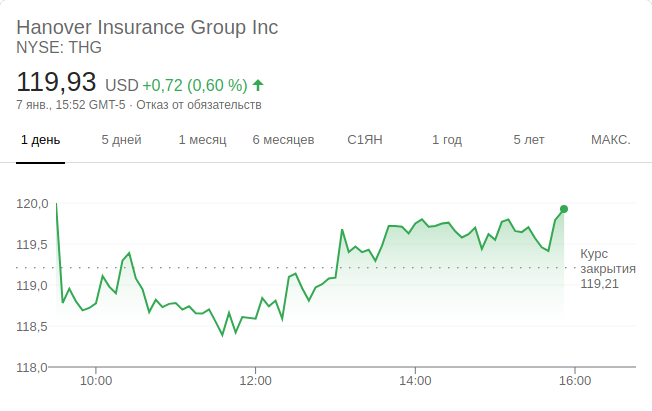 Hanover Insurance Group Inc
NYSE: THG
119,93 USD +0,72 (0,60 %)
7 янв., 15:52 GMT-5 · Отказ от обязательств
1 день 5 дней 1 месяц 6 месяцев С1ЯН 1 год 5 лет МАКС.
120,0
119,5
Курс
закрытия
119,21
119,0
118,5
118,0
10:00 12:00 14:00 16:00